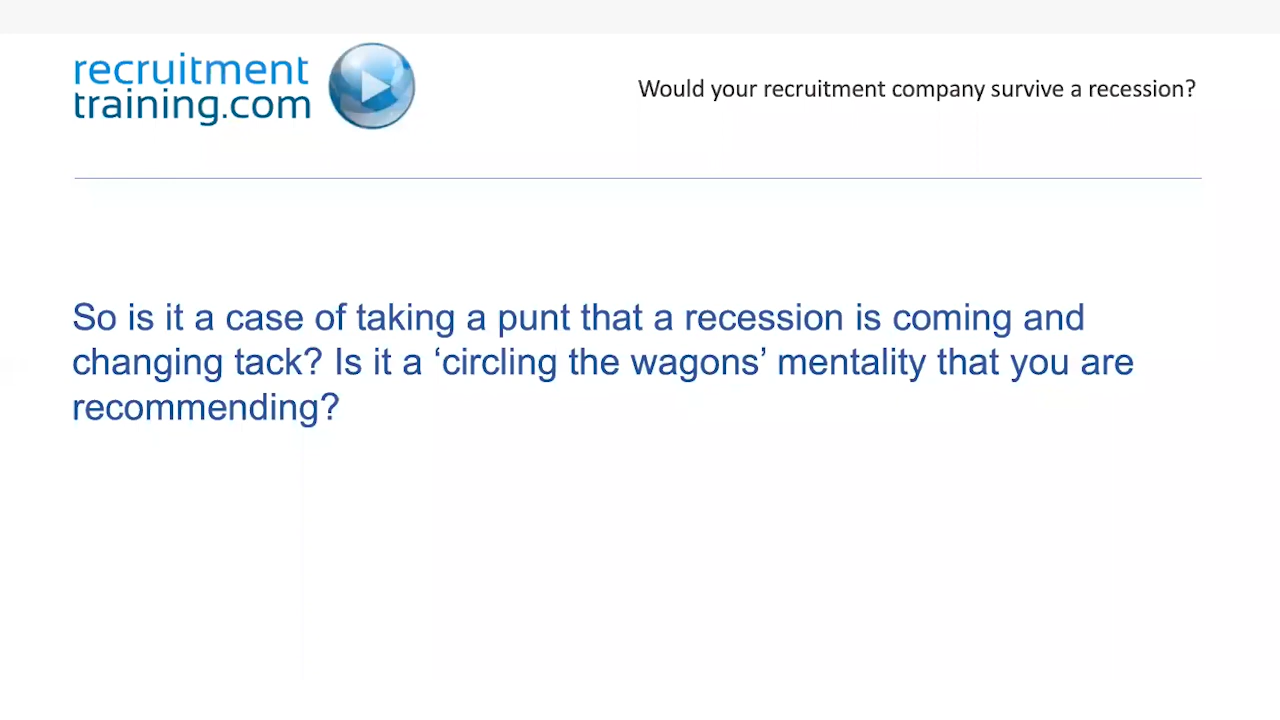 recruitment
training.com
Would your recruitment company survive a recession?
So is it a case of taking a punt that a recession is coming and
changing tack? Is it a ‘circling the wagons’ mentality that you are
recommending?